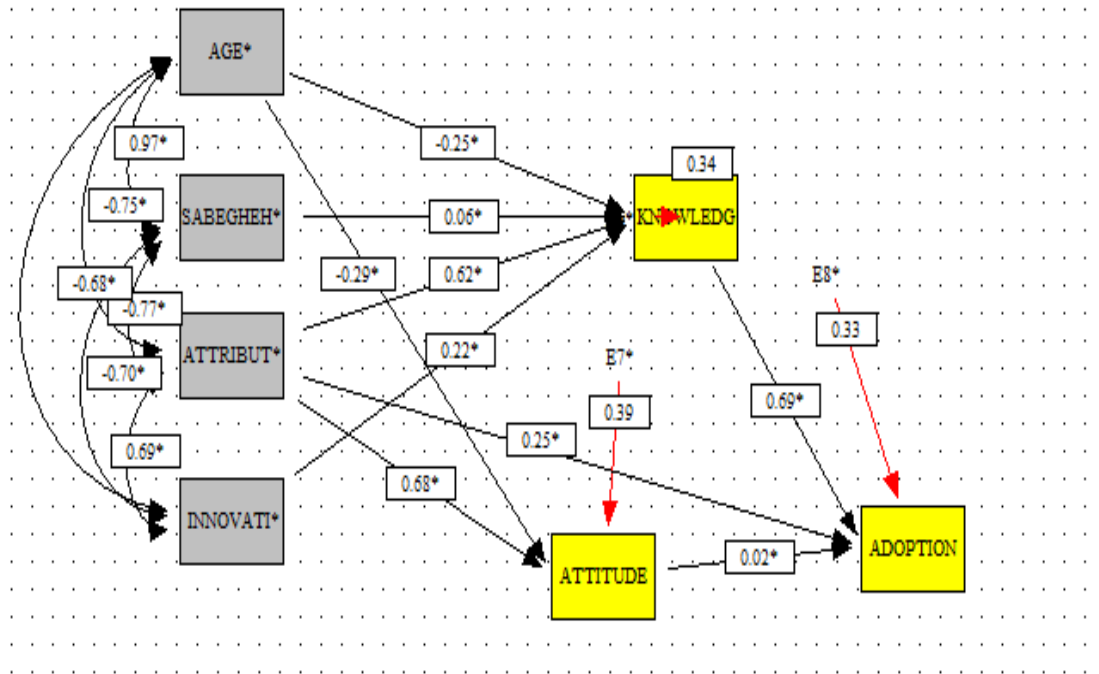 AGE*
0.97*
-0.25*
0.34
-0.75*
SABEGHEH*
0.06*
*KNOWLEDG
-0.68*
-0.29*
0.62*
E8*
-0.77*
0.33
ATTRIBUT*
0.22*
E7*
-0.70*
0.69*
0.39
0.25*
0.69*
0.68*
INNOVATI*
ADOPTION
0.02*
ATTITUDE